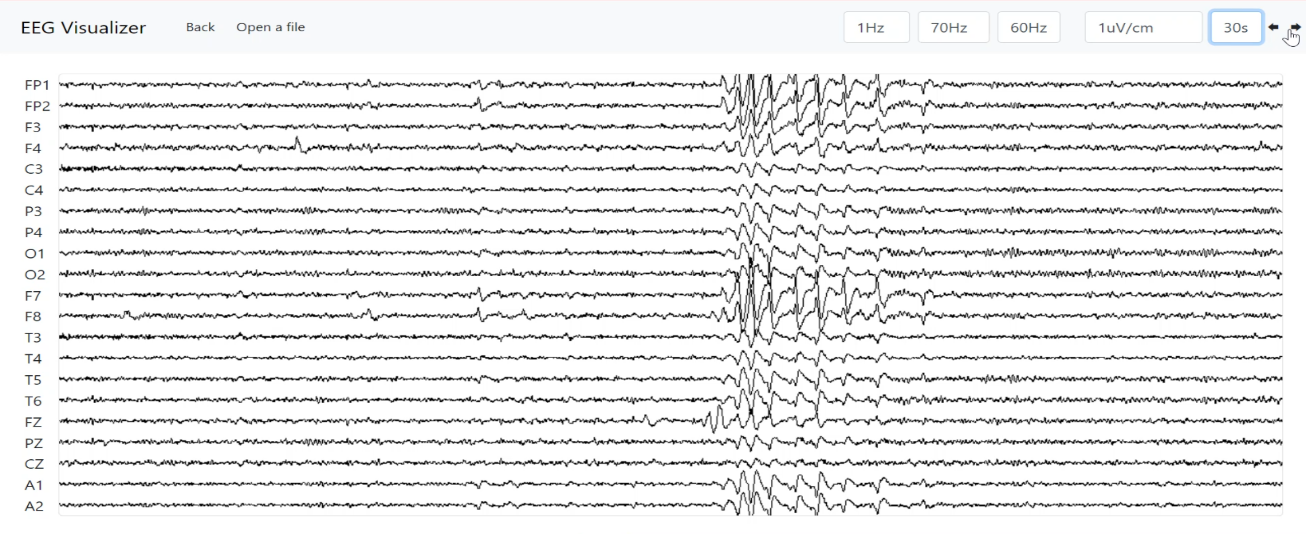 EEG Visualizer Back Open a file 1Hz 70Hz 60Hz 1uV/cm 30s
FP1
FP2
F3
F4
C3
C4
P3
P4
O1
O2
F7
F8
T3
T4
T5
T6
FZ
PZ
CZ
A1
A2